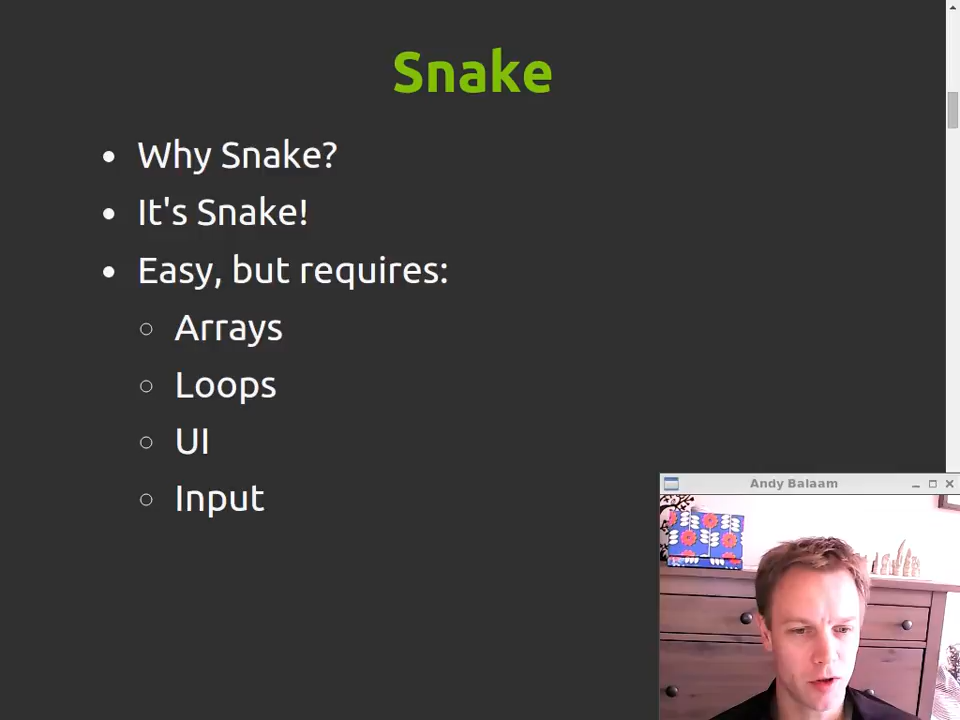 Snake
Why Snake?
It's Snake!
Easy, but requires:
Arrays
Loops
UI
Input
Andy Balaam